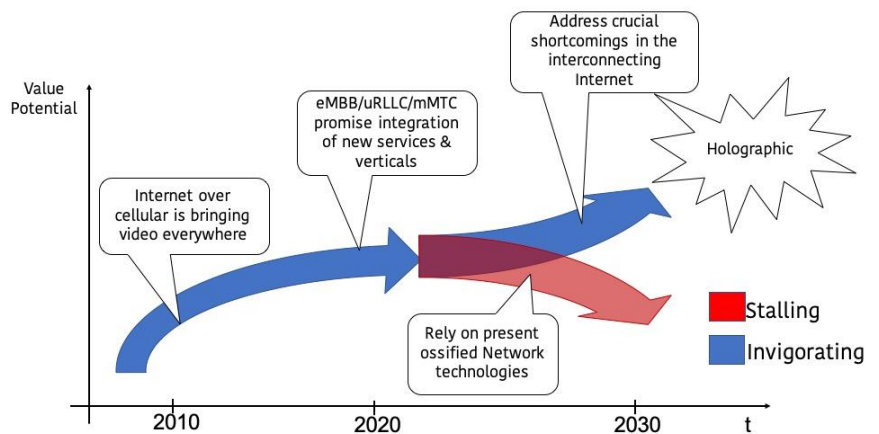 Value
Potential
Internet over
cellular is bringing
video everywhere
eMBB/uRLLC/mMTC
promise integration
of new services &
verticals
Address crucial
shortcomings in the
interconnecting
Internet
Holographic
Rely on present
ossified Network
technologies
Stalling
Invigorating
2010
2020
2030
t